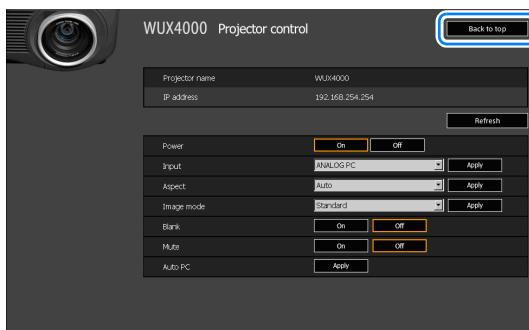 WUX4000 Projector control
Back to top
Projector name WUX4000
IP address 192.168.254.254
Refresh
Power On Off
Input ANALOG PC Apply
Aspect Auto Apply
Image mode Standard Apply
Blank On Off
Mute On Off
Auto PC Apply